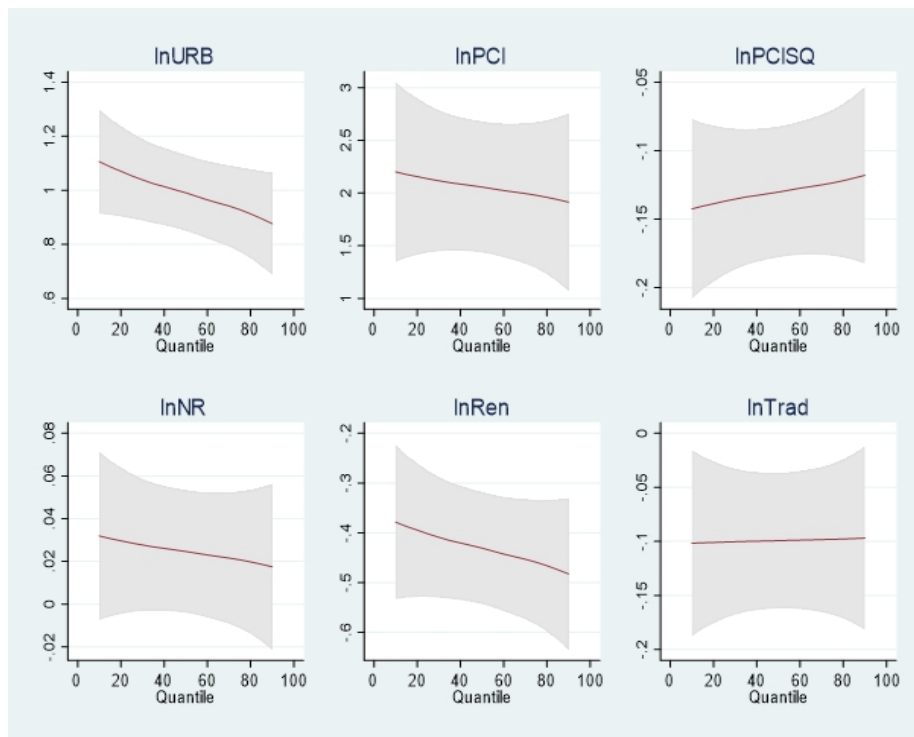 lnURB lnPCI lnPCISQ
1.4 3 -.05
1.2 2.5 -.1
1 2 -.15
.8 1.5 -.2
.6 1
0 20 40 60 80 100 0 20 40 60 80 100 0 20 40 60 80 100
Quantile Quantile Quantile
lnNR lnRen lnTrad
.08 -.2 0
.06 -.3 -.05
.04 -.4 -.1
.02 -.5 -.15
0 -.6 -.2
-.02
0 20 40 60 80 100 0 20 40 60 80 100 0 20 40 60 80 100
Quantile Quantile Quantile